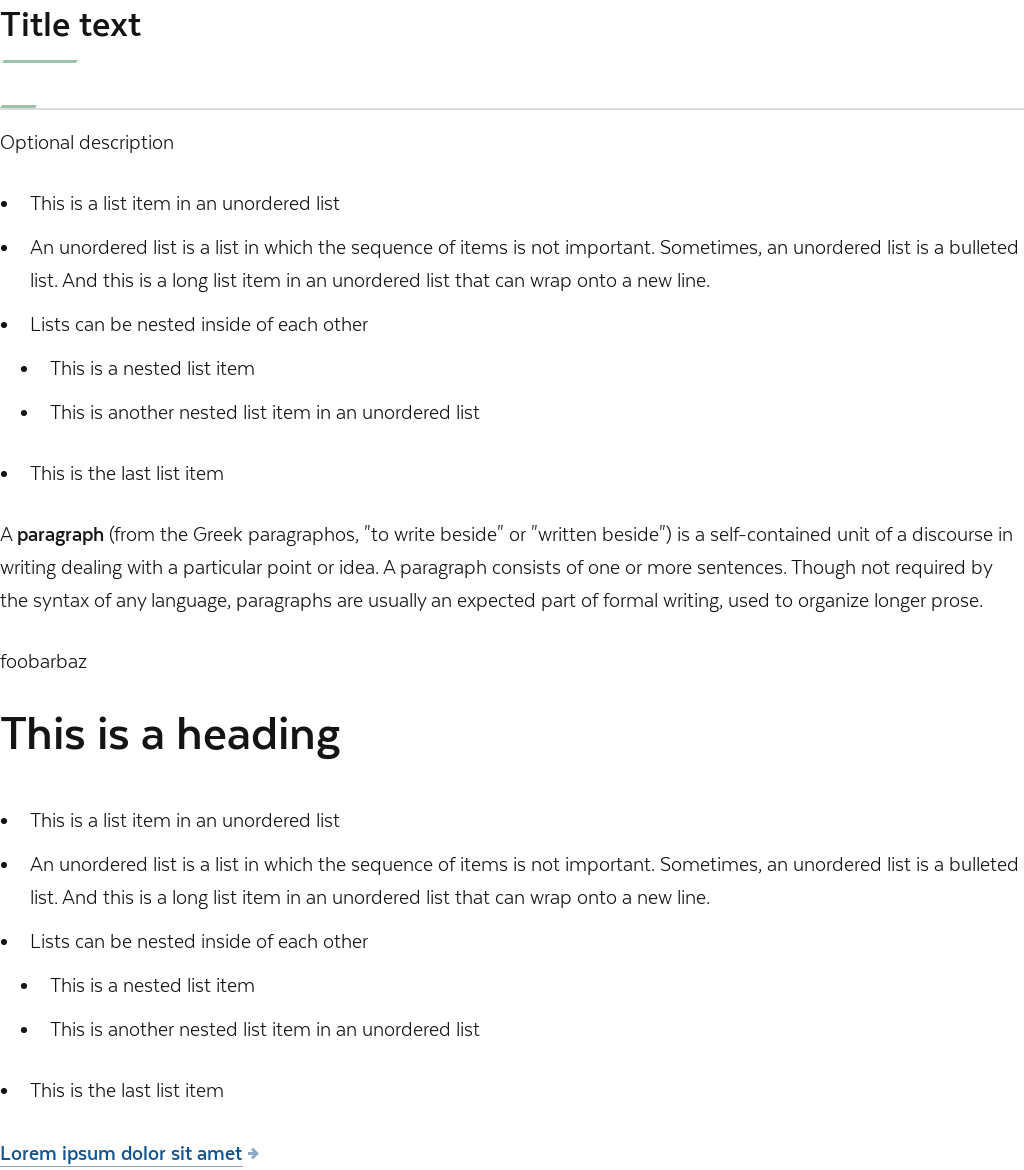 Title text
Optional description
This is a list item in an unordered list
An unordered list is a list in which the sequence of items is not important. Sometimes, an unordered list is a bulleted
list. And this is a long list item in an unordered list that can wrap onto a new line.
Lists can be nested inside of each other
This is a nested list item
This is another nested list item in an unordered list
This is the last list item
A paragraph (from the Greek paragraphos, "to write beside" or "written beside") is a self-contained unit of a discourse in
writing dealing with a particular point or idea. A paragraph consists of one or more sentences. Though not required by
the syntax of any language, paragraphs are usually an expected part of formal writing, used to organize longer prose.
foobarbaz
This is a heading
This is a list item in an unordered list
An unordered list is a list in which the sequence of items is not important. Sometimes, an unordered list is a bulleted
list. And this is a long list item in an unordered list that can wrap onto a new line.
Lists can be nested inside of each other
This is a nested list item
This is another nested list item in an unordered list
This is the last list item
Lorem ipsum dolor sit amet